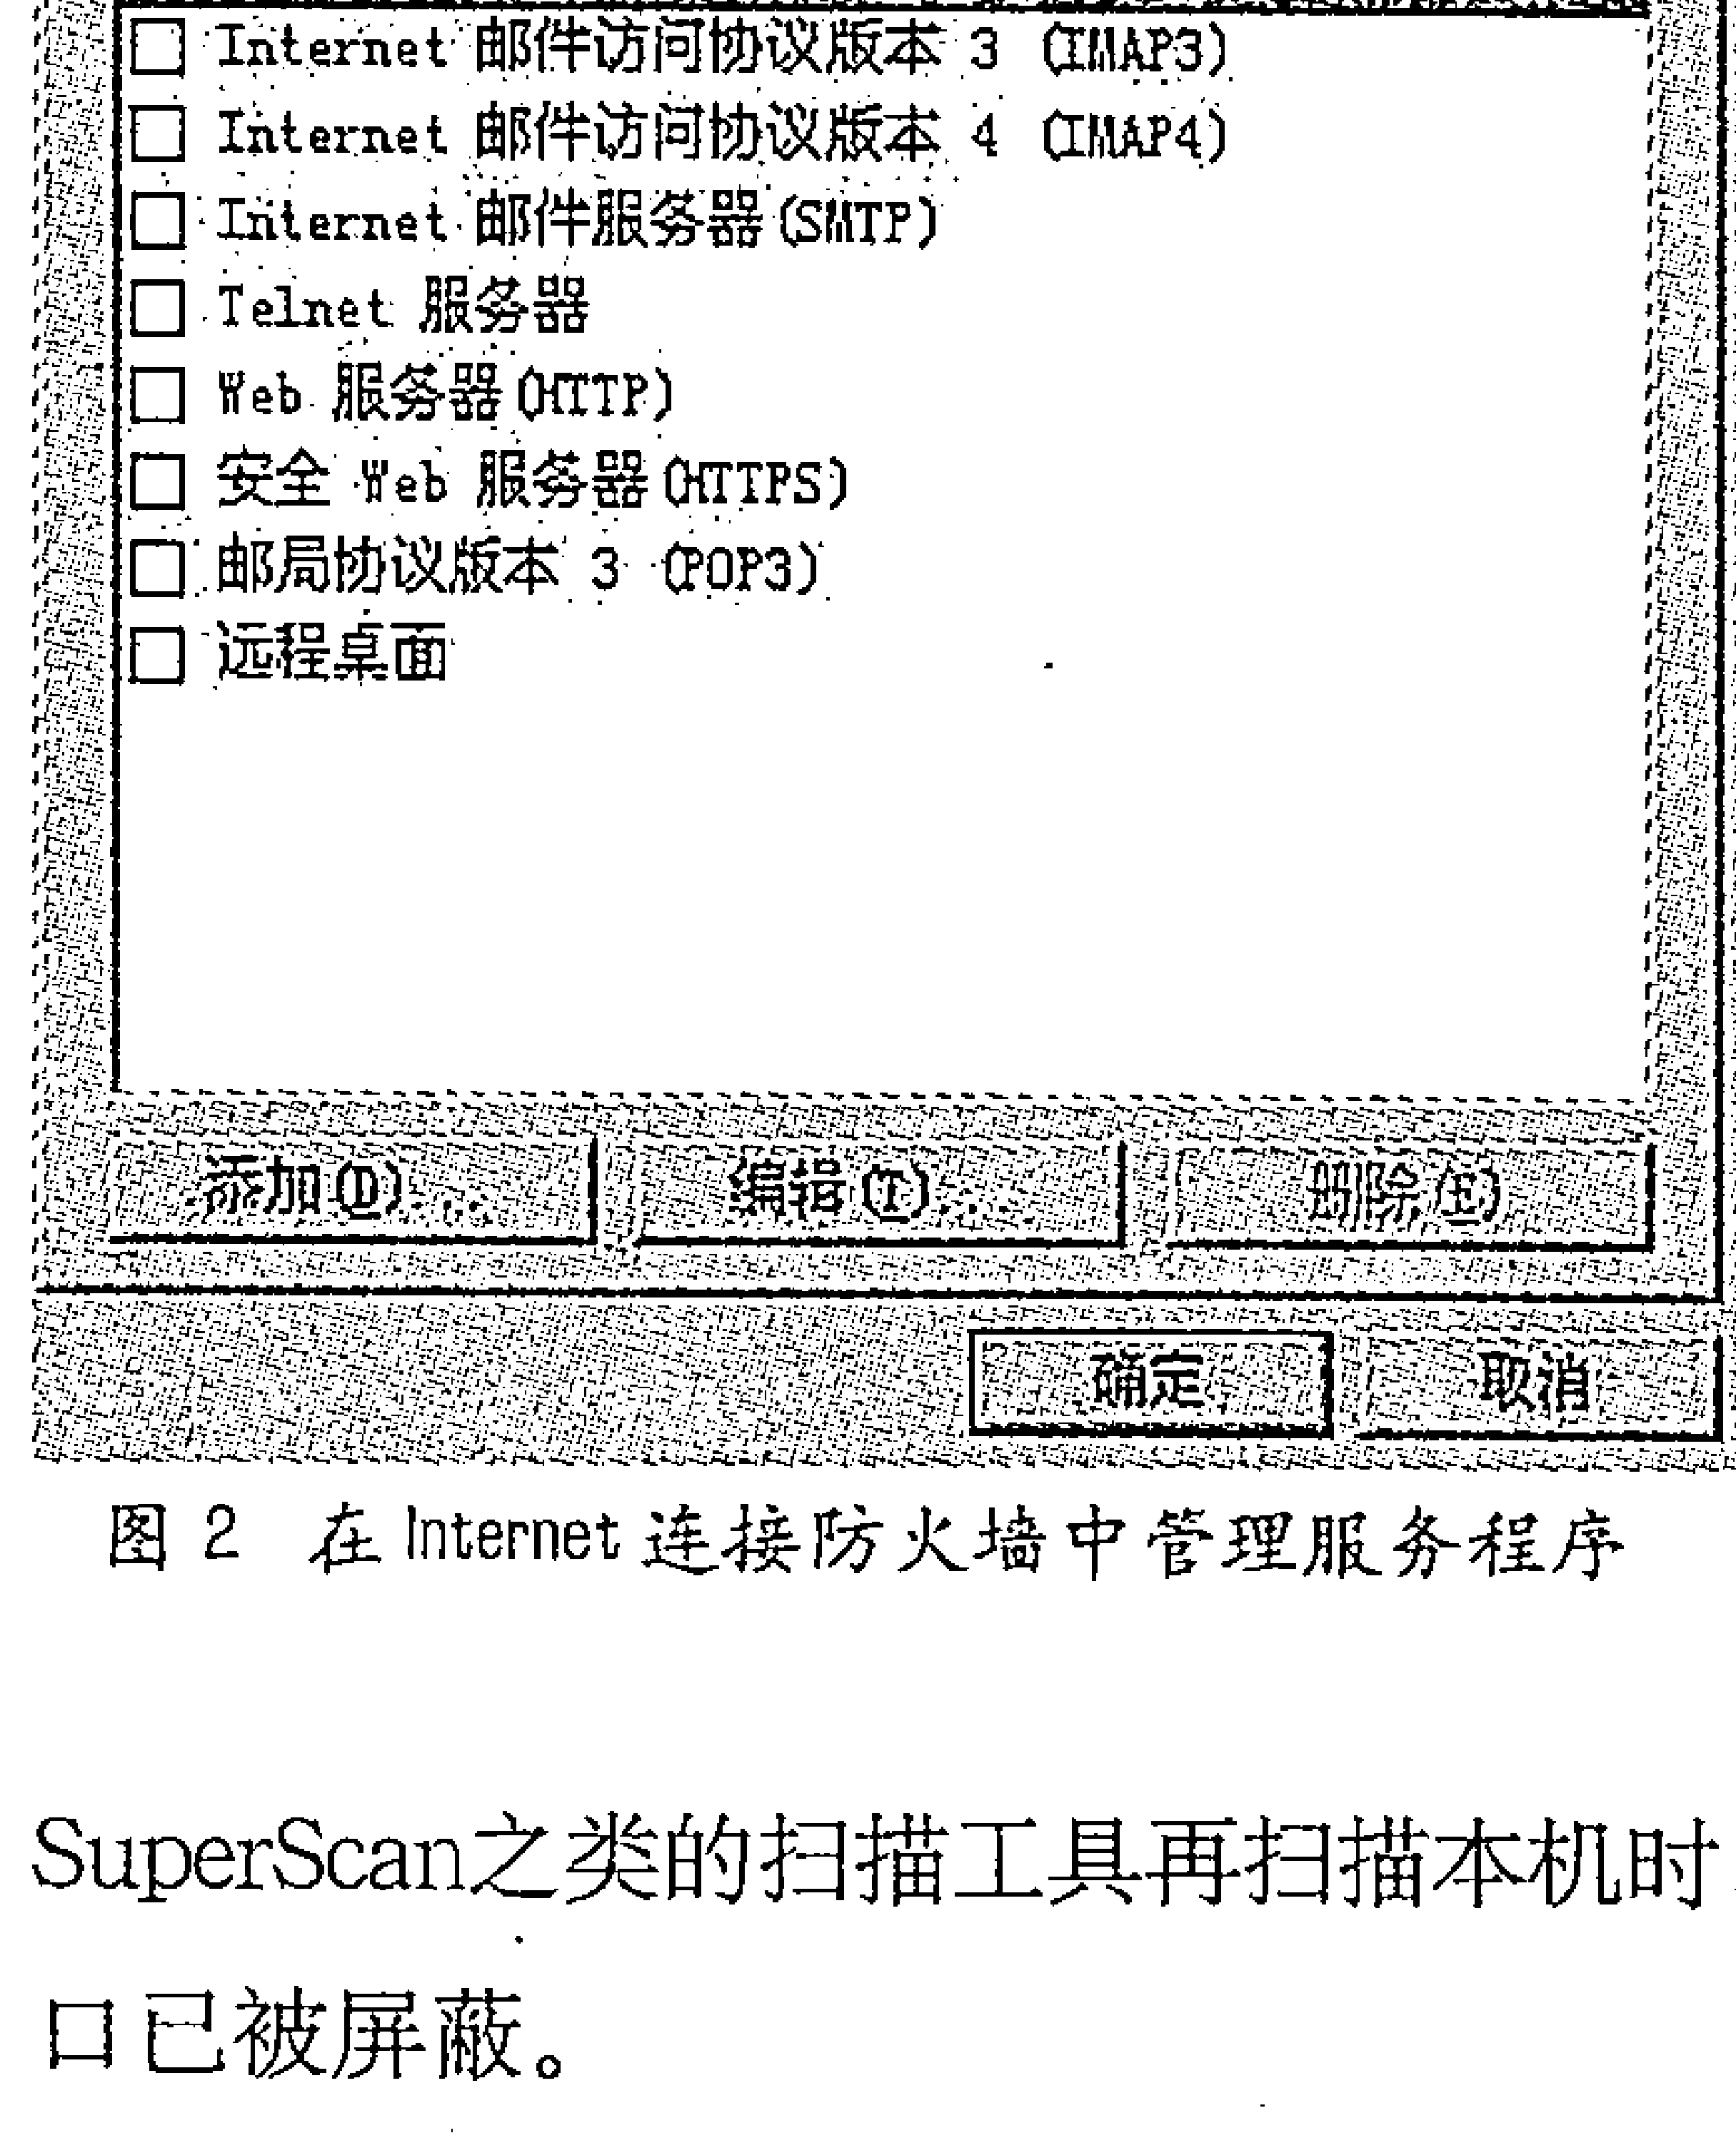 Internet 邮件访问协议版本 3 (IMAP3)
Internet 邮件访问协议版本 4 (IMAP4)
Internet 邮件服务器(SMTP)
Telnet 服务器
Web 服务器(HTTP)
安全 Web 服务器(HTTPS)
邮局协议版本 3 (POP3)
远程桌面
添加(D)... 编辑(T)... 删除(E)
确定 取消
图 2 在 Internet 连接防火墙中管理服务程序
SuperScan之类的扫描工具再扫描本机时
口已被屏蔽。